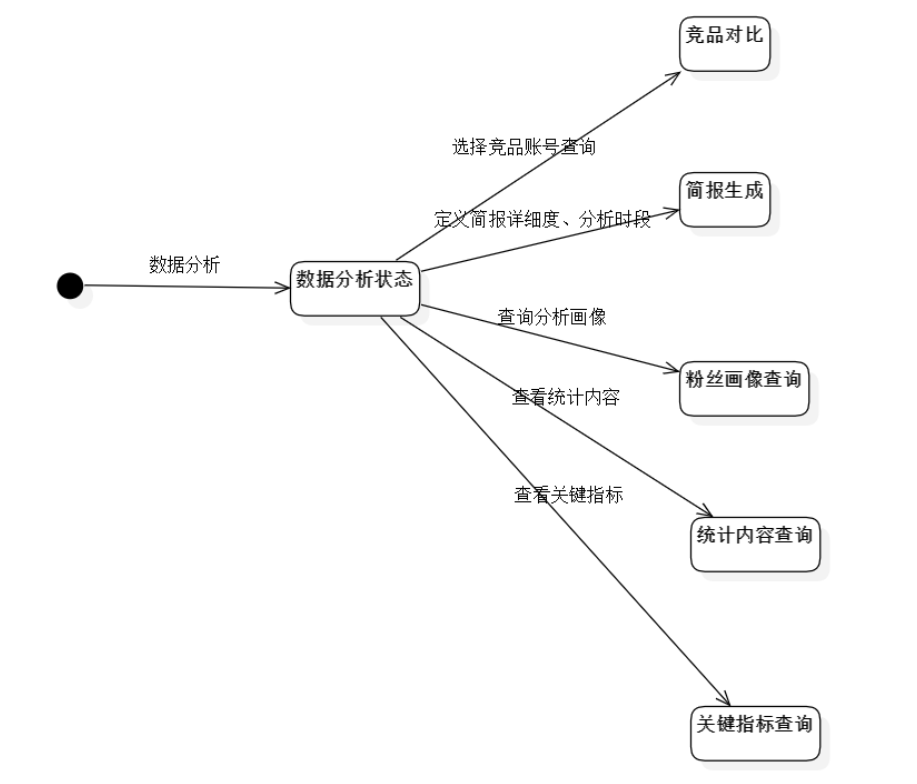 竞品对比
选择竞品账号查询
简报生成
定义简报详细度、分析时段
数据分析
数据分析状态
查询分析画像
粉丝画像查询
查看统计内容
查看关键指标
统计内容查询
关键指标查询